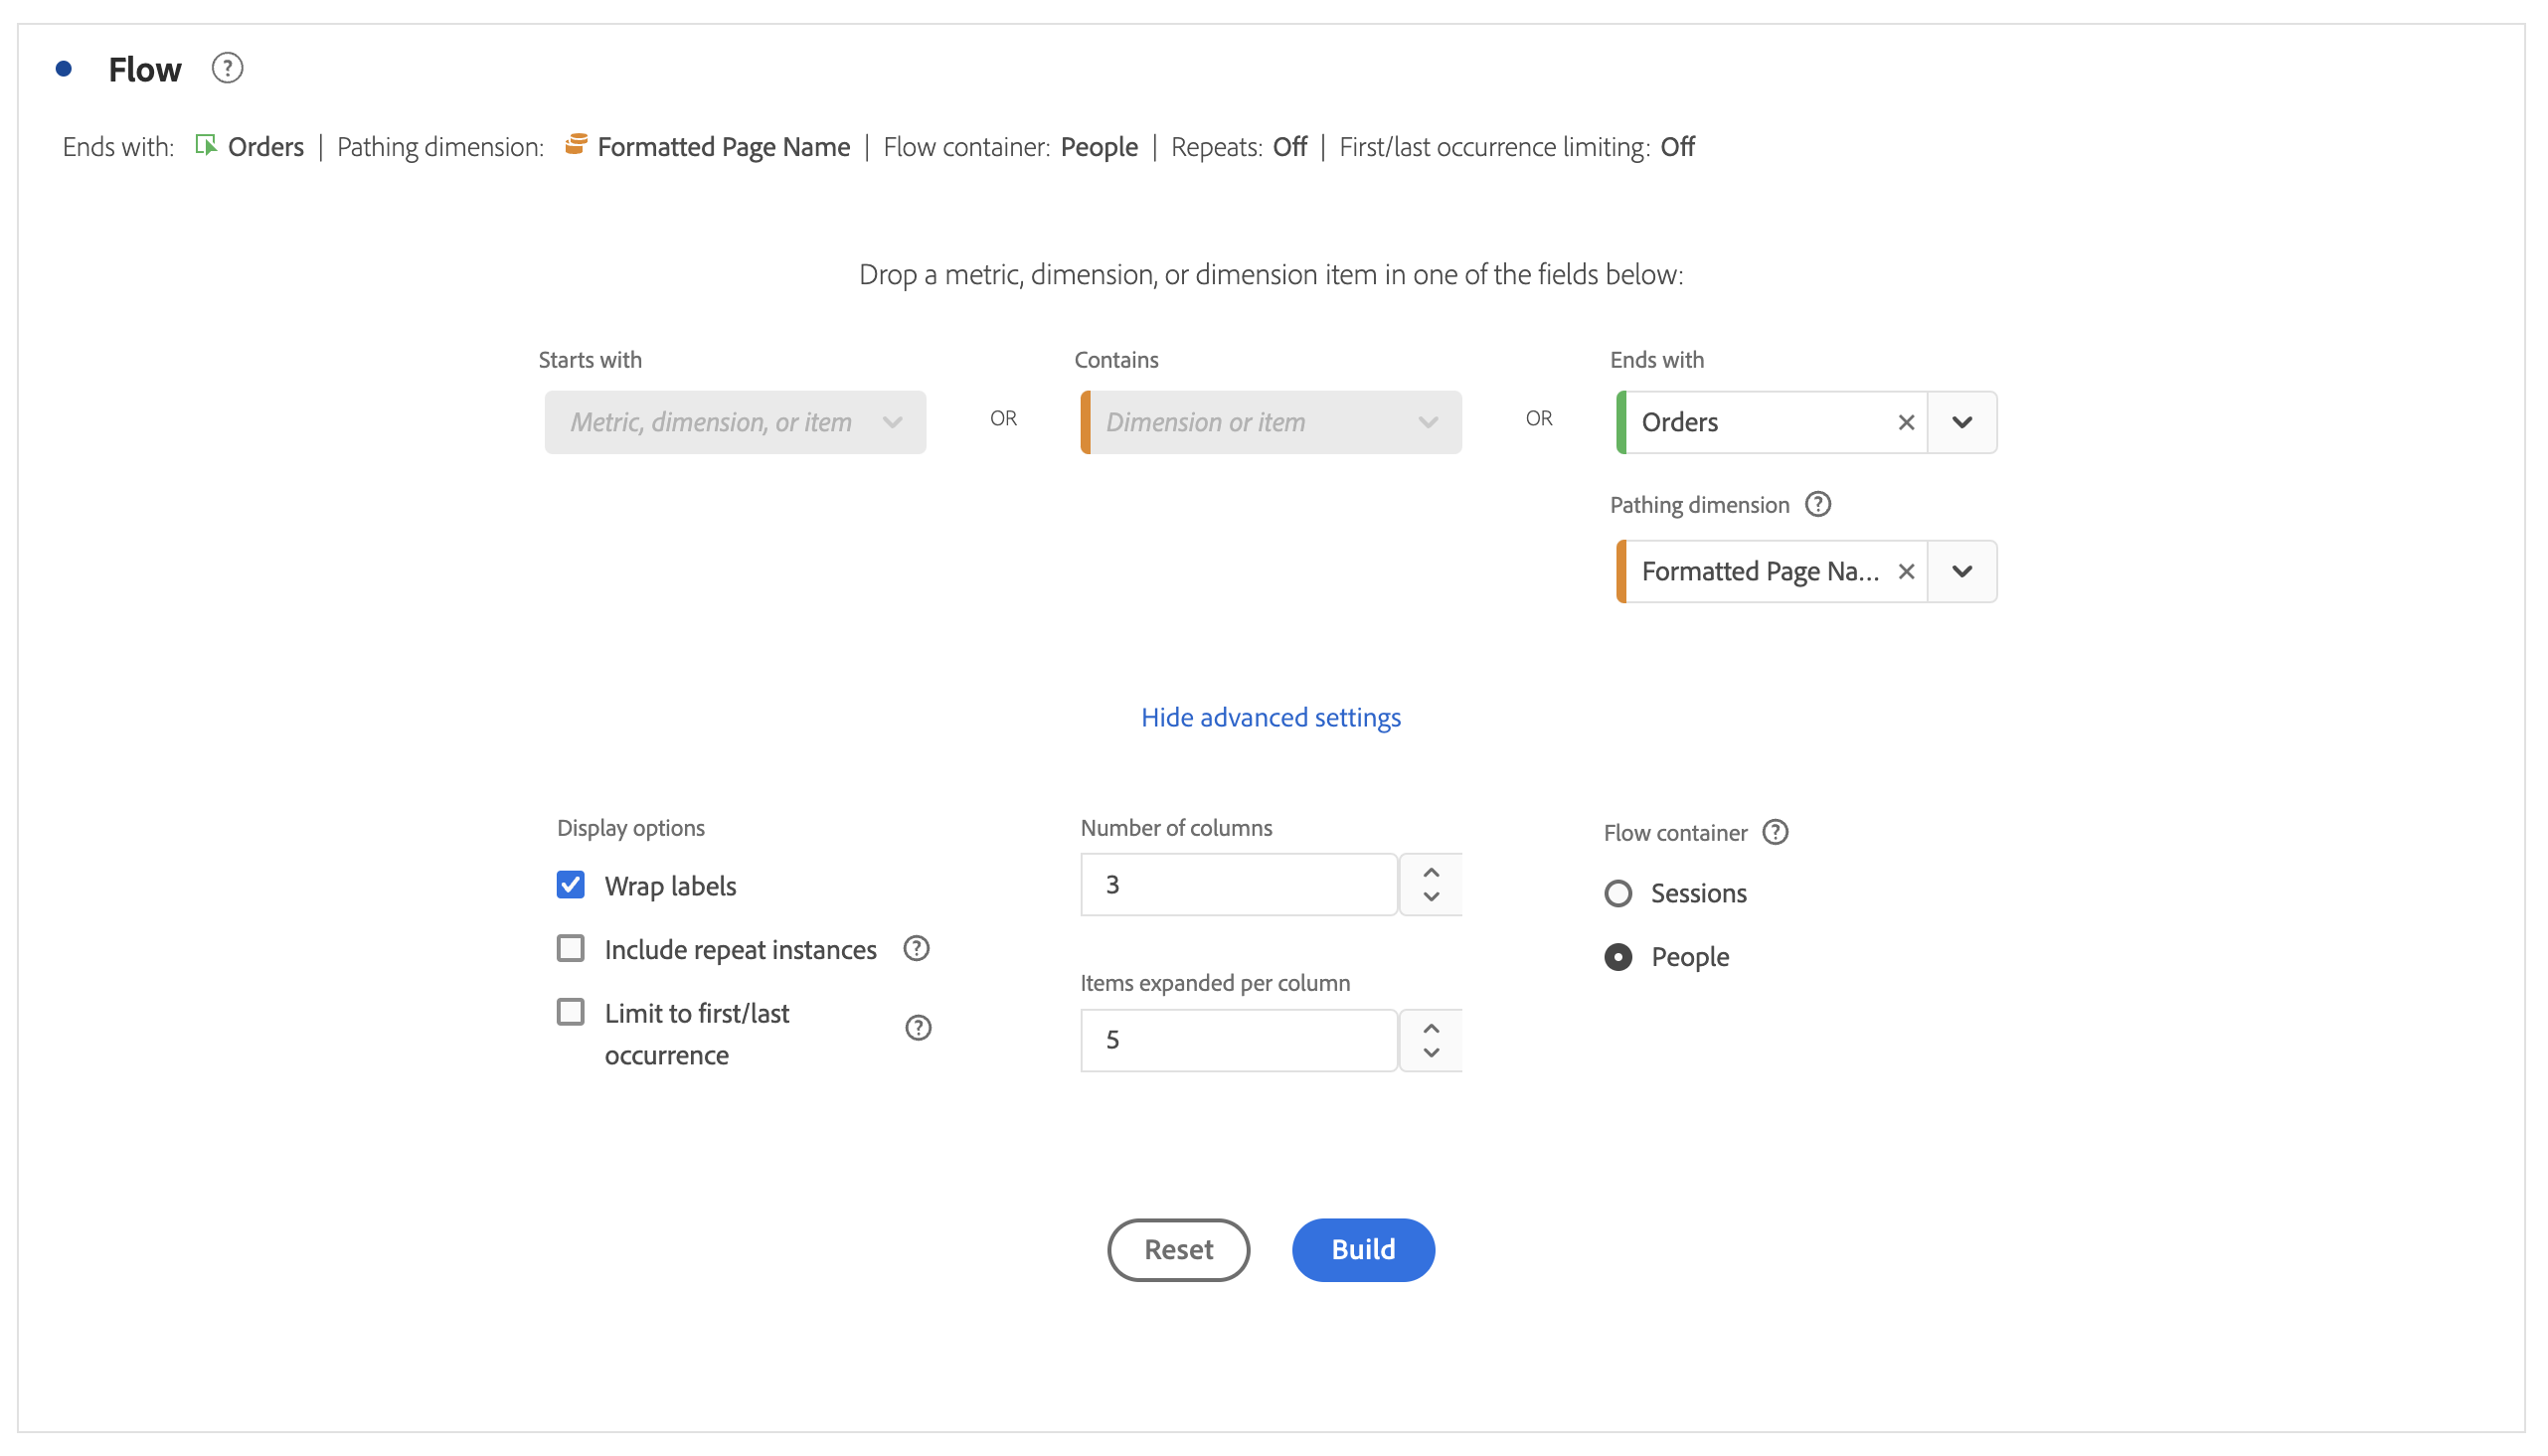 Flow ?
Ends with: Orders | Pathing dimension: Formatted Page Name | Flow container: People | Repeats: Off | First/last occurrence limiting: Off
Drop a metric, dimension, or dimension item in one of the fields below:
Starts with
Metric, dimension, or item
OR
Contains
Dimension or item
OR
Ends with
Orders
Pathing dimension ?
Formatted Page Na...
Hide advanced settings
Display options
Wrap labels
Include repeat instances ?
Limit to first/last
occurrence ?
Number of columns
3
Items expanded per column
5
Flow container ?
Sessions
People
Reset
Build